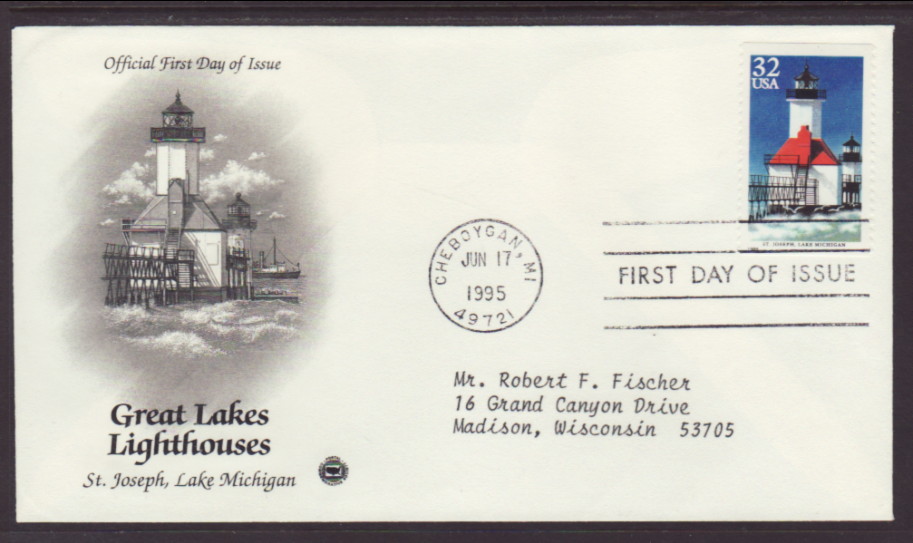 Official First Day of Issue
32
USA
ST. JOSEPH, LAKE MICHIGAN
CHEBOYGAN, MI
JUN 17
1995
49721
FIRST DAY OF ISSUE
Mr. Robert F. Fischer
16 Grand Canyon Drive
Madison, Wisconsin 53705
Great Lakes
Lighthouses
St. Joseph, Lake Michigan